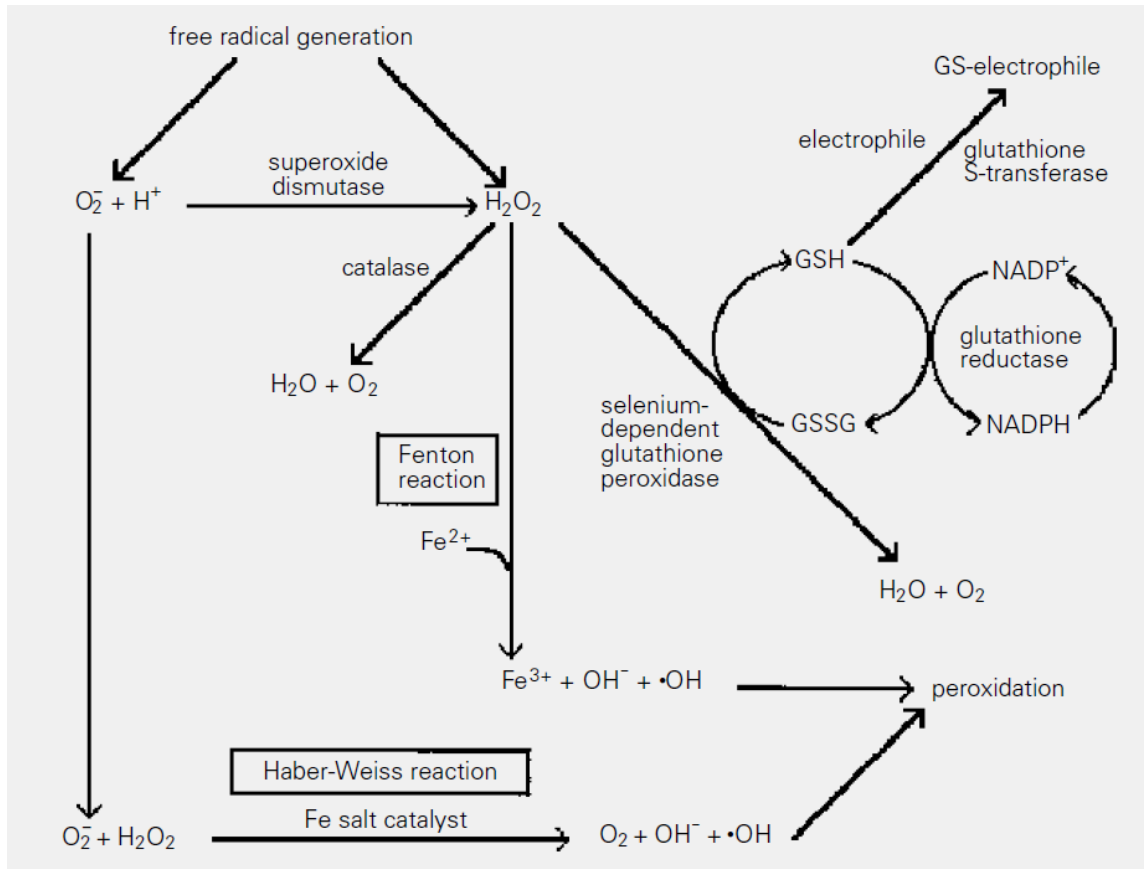 free radical generation
GS-electrophile
electrophile
glutathione
S-transferase
superoxide
dismutase
O₂⁻ + H⁺
H₂O₂
catalase
GSH
NADP⁺
glutathione
reductase
H₂O + O₂
selenium-
dependent
glutathione
peroxidase
GSSG
NADPH
Fenton
reaction
Fe²⁺
H₂O + O₂
Fe³⁺ + OH⁻ + •OH
peroxidation
Haber-Weiss reaction
Fe salt catalyst
O₂⁻ + H₂O₂
O₂ + OH⁻ + •OH